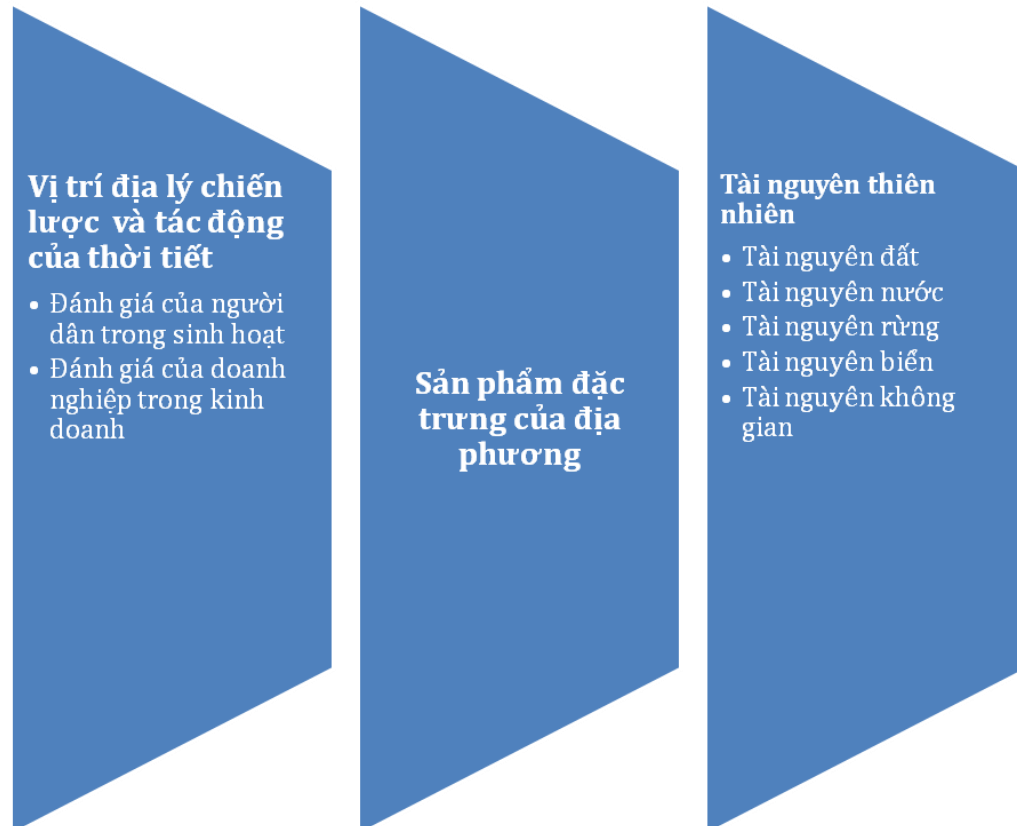 Vị trí địa lý chiến
lược và tác động
của thời tiết
• Đánh giá của người
dân trong sinh hoạt
• Đánh giá của doanh
nghiệp trong kinh
doanh
Sản phẩm đặc
trưng của địa
phương
Tài nguyên thiên
nhiên
• Tài nguyên đất
• Tài nguyên nước
• Tài nguyên rừng
• Tài nguyên biển
• Tài nguyên không
gian